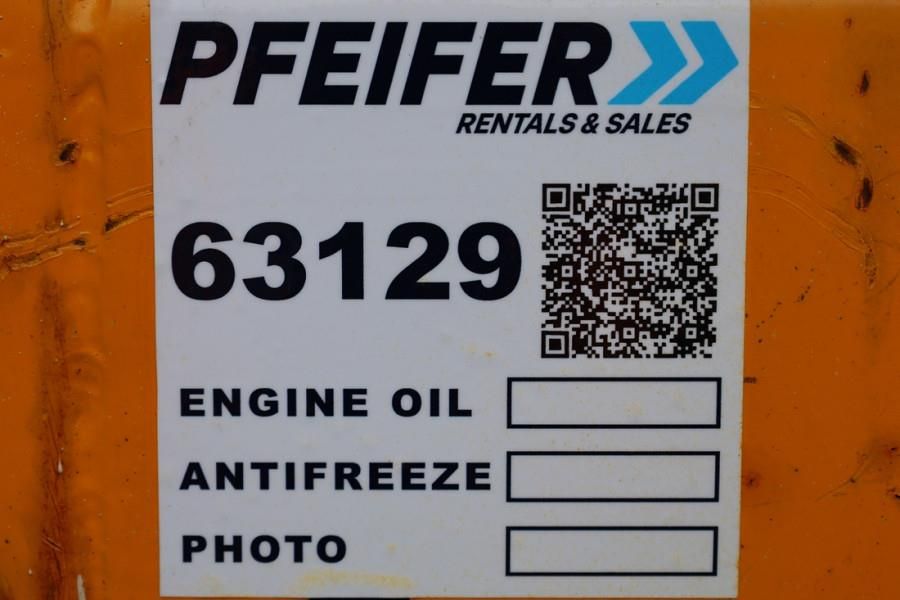 PFEIFER
RENTALS & SALES
63129
ENGINE OIL
ANTIFREEZE
PHOTO